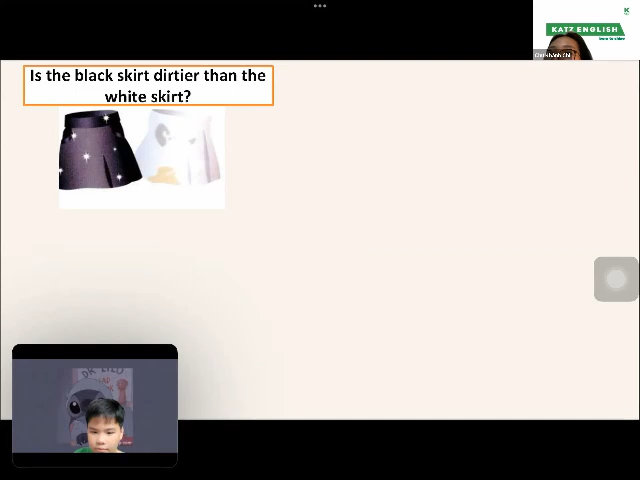 KATZ ENGLISH
Is the black skirt dirtier than the
white skirt?